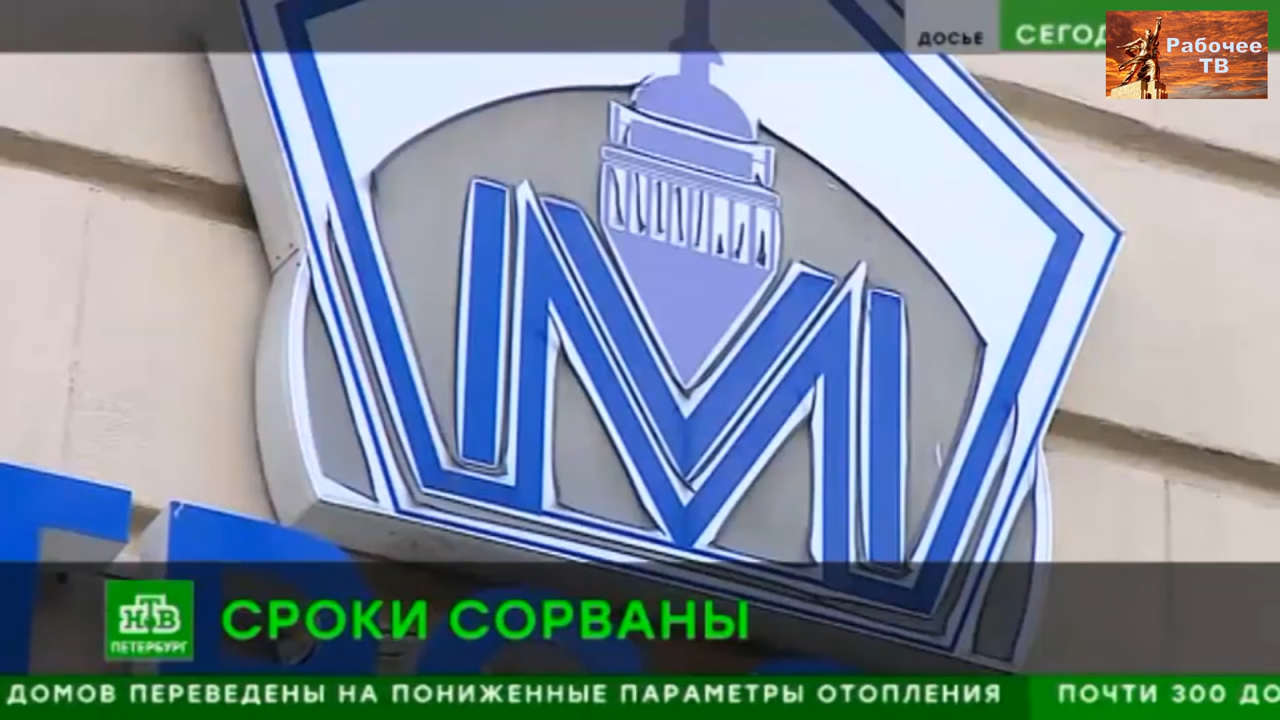 ДОСЬЕ
СЕГОД
Рабочее
ТВ
М
НТВ
ПЕТЕРБУРГ
СРОКИ СОРВАНЫ
ДОМОВ ПЕРЕВЕДЕНЫ НА ПОНИЖЕННЫЕ ПАРАМЕТРЫ ОТОПЛЕНИЯ
ПОЧТИ 300 ДО